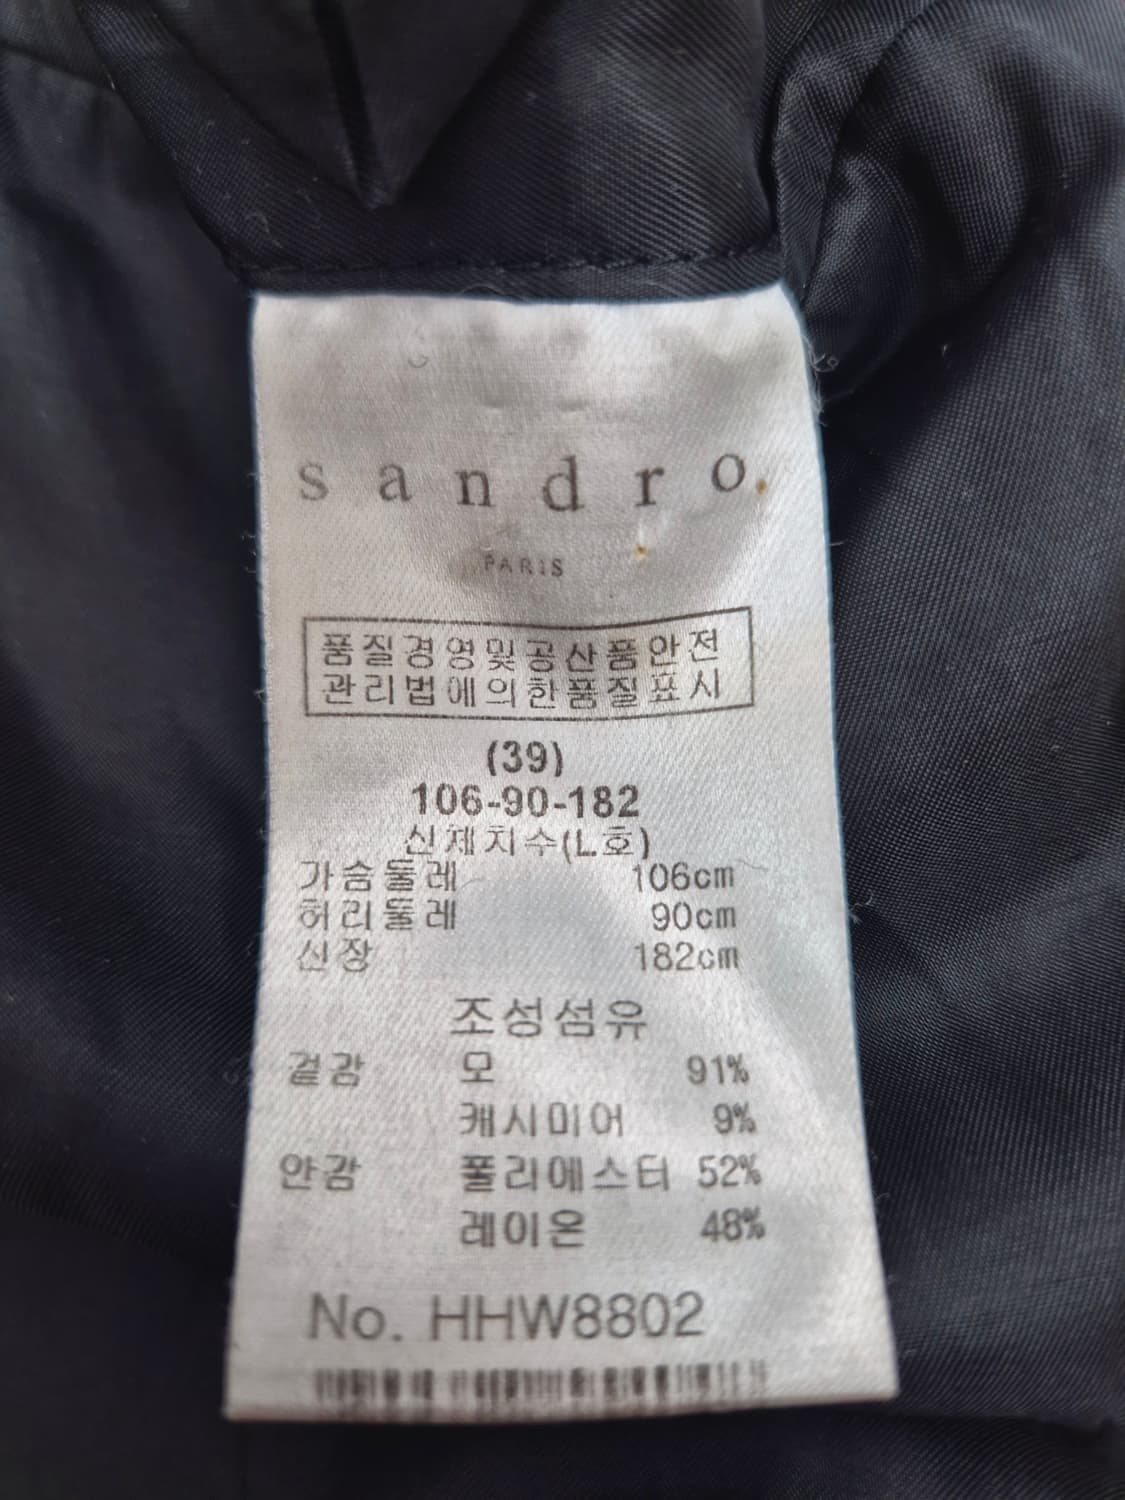 sandro.
PARIS
품질경영및공산품안전
관리법에의한품질표시
(39)
106-90-182
신체치수(L호)
가슴둘레 106cm
허리둘레 90cm
신장 182cm
조성섬유
겉감 모 91%
캐시미어 9%
안감 폴리에스터 52%
레이온 48%
No. HHW8802